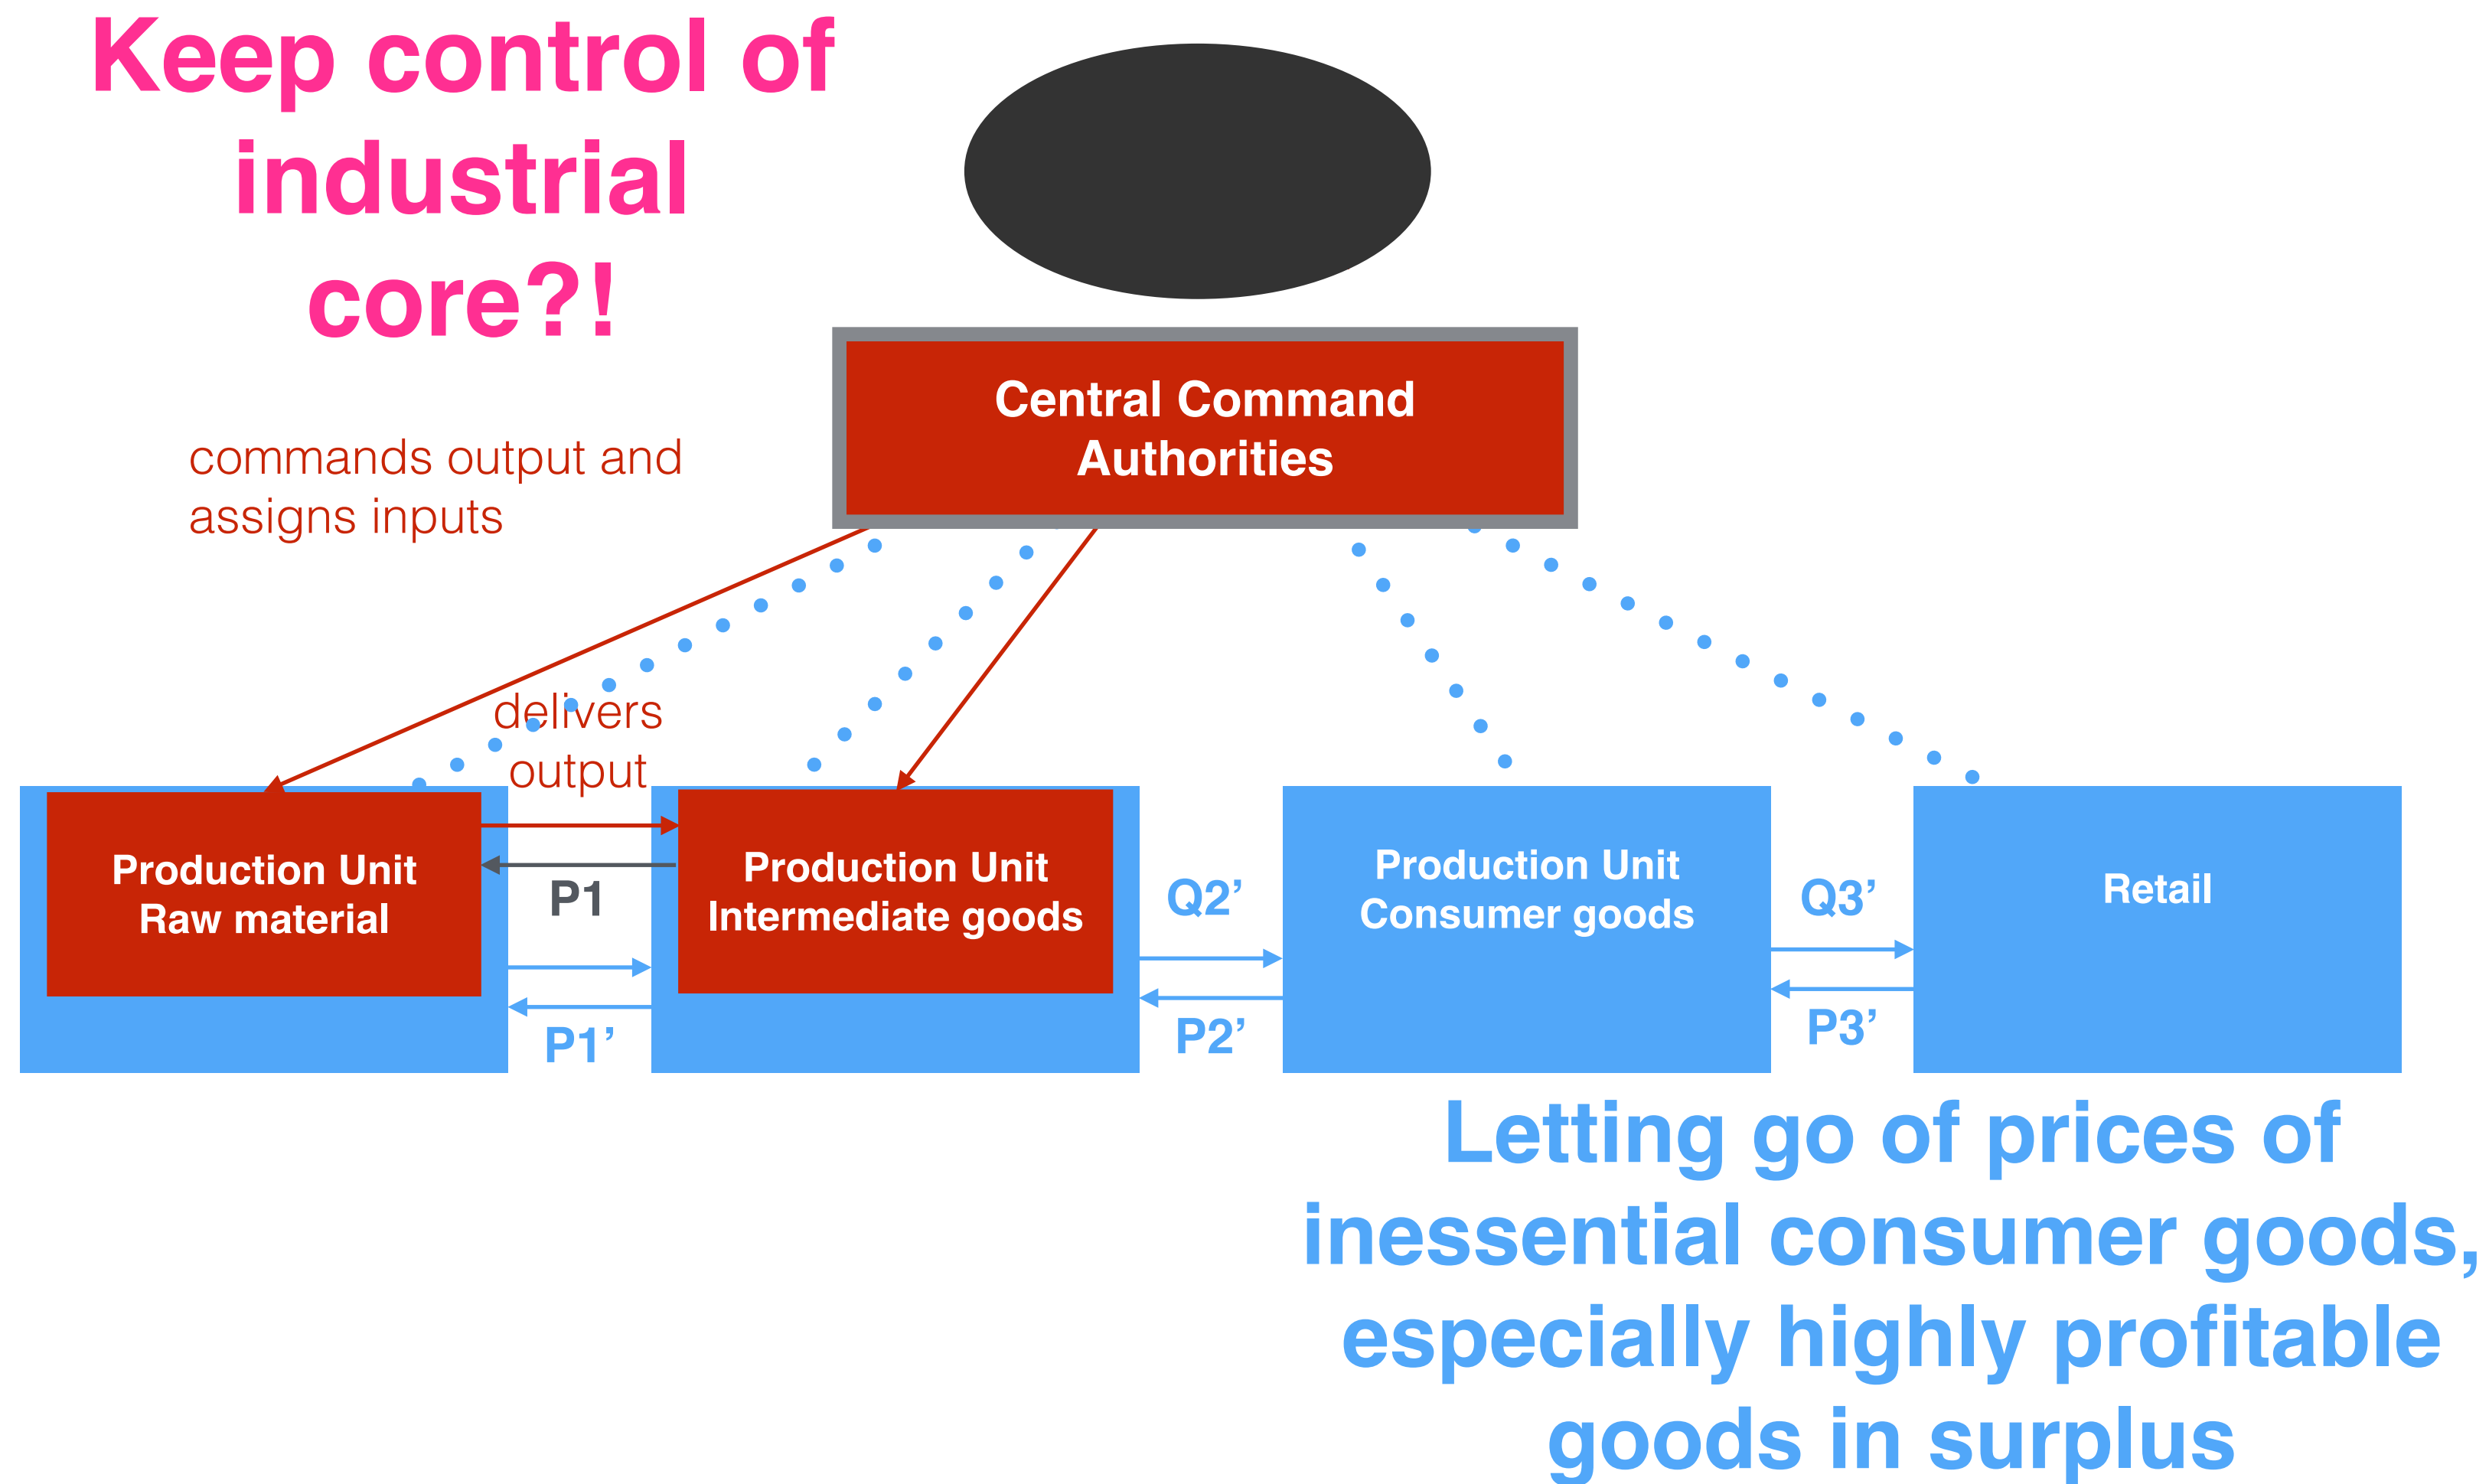 Keep control of
industrial
core?!
Central Command
Authorities
commands output and
assigns inputs
delivers
output
Production Unit
Raw material
P1
P1’
Production Unit
Intermediate goods
Q2’
P2’
Production Unit
Consumer goods
Q3’
P3’
Retail
Letting go of prices of
inessential consumer goods,
especially highly profitable
goods in surplus